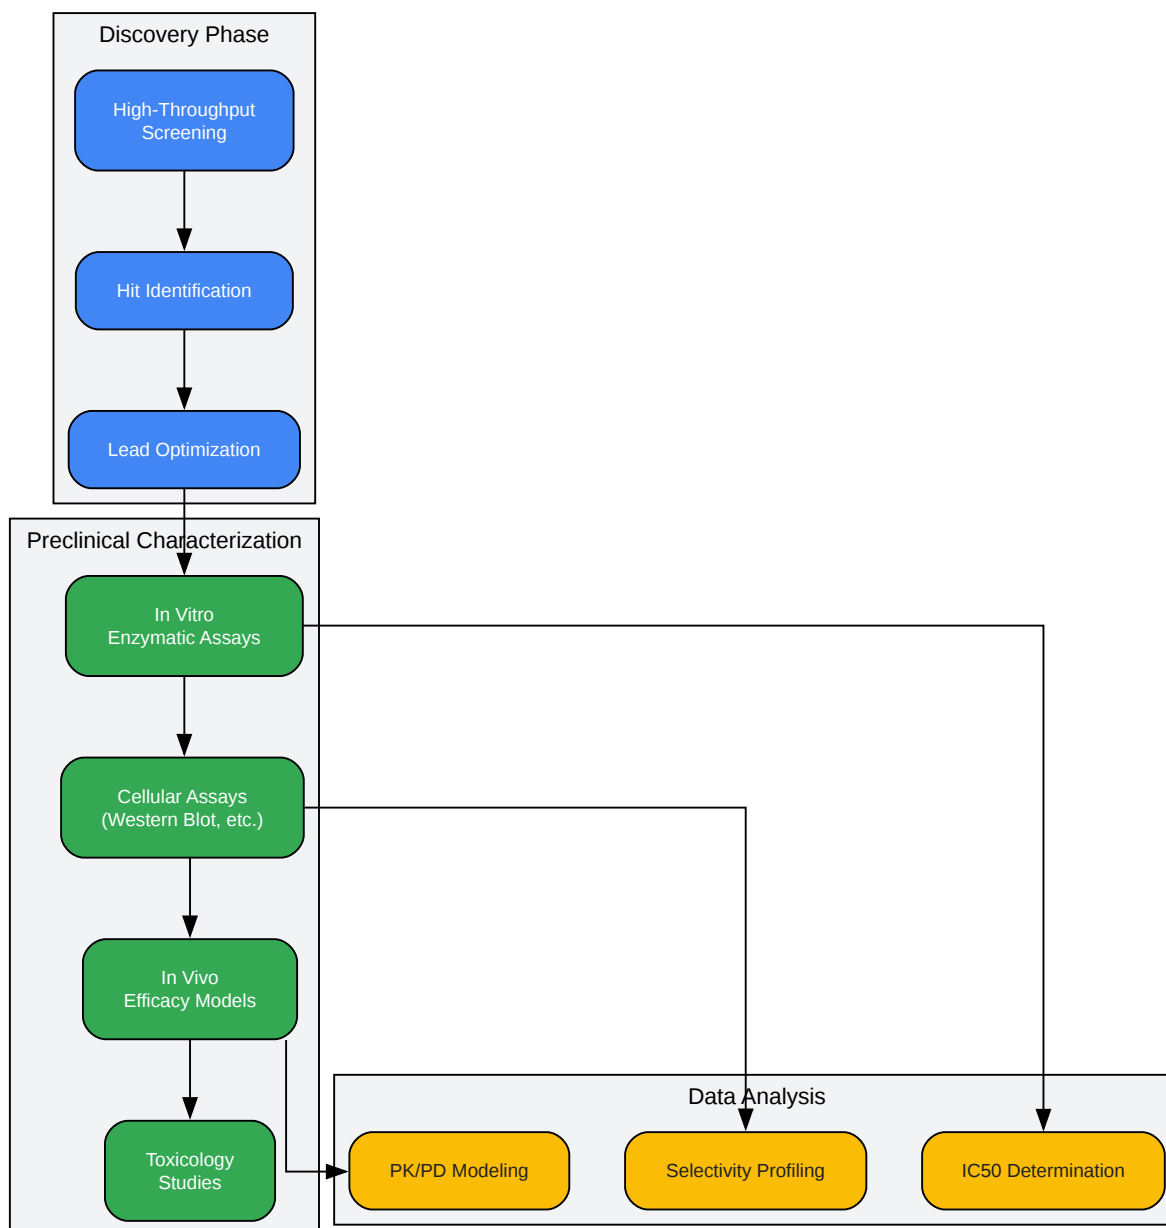 Discovery Phase
High-Throughput
Screening
Hit Identification
Lead Optimization
Preclinical Characterization
In Vitro
Enzymatic Assays
Cellular Assays
(Western Blot, etc.)
In Vivo
Efficacy Models
Toxicology
Studies
Data Analysis
PK/PD Modeling
Selectivity Profiling
IC50 Determination